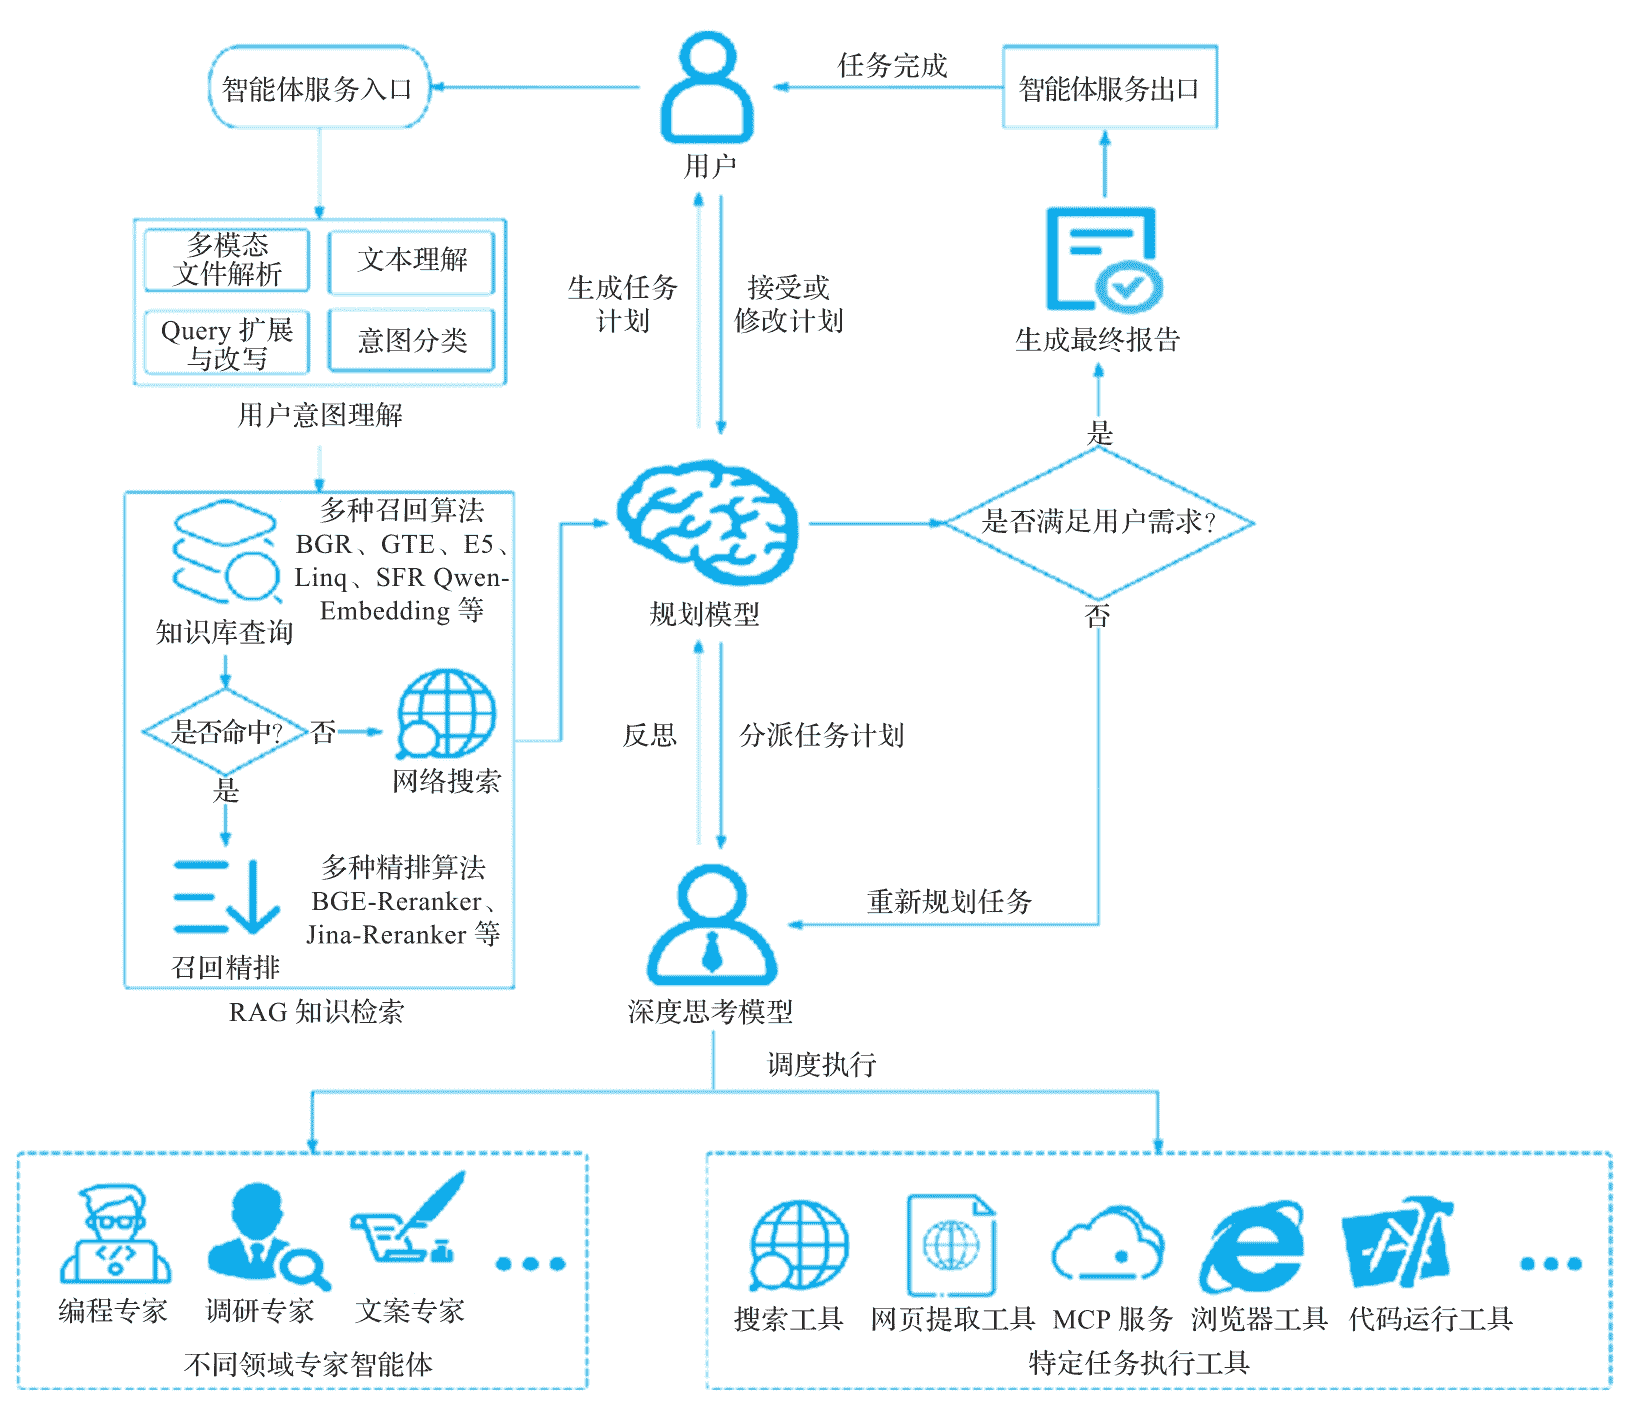 智能体服务入口
任务完成
智能体服务出口
用户
多模态
文件解析
文本理解
Query 扩展
与改写
意图分类
用户意图理解
生成任务
计划
接受或
修改计划
生成最终报告
是
多种召回算法
BGR、GTE、E5、
Linq、SFR Qwen-
Embedding 等
知识库查询
是否命中?
否
网络搜索
是
多种精排算法
BGE-Reranker、
Jina-Reranker 等
召回精排
RAG 知识检索
规划模型
是否满足用户需求?
否
反思
分派任务计划
重新规划任务
深度思考模型
调度执行
编程专家
调研专家
文案专家
不同领域专家智能体
搜索工具
网页提取工具
MCP 服务
浏览器工具
代码运行工具
特定任务执行工具